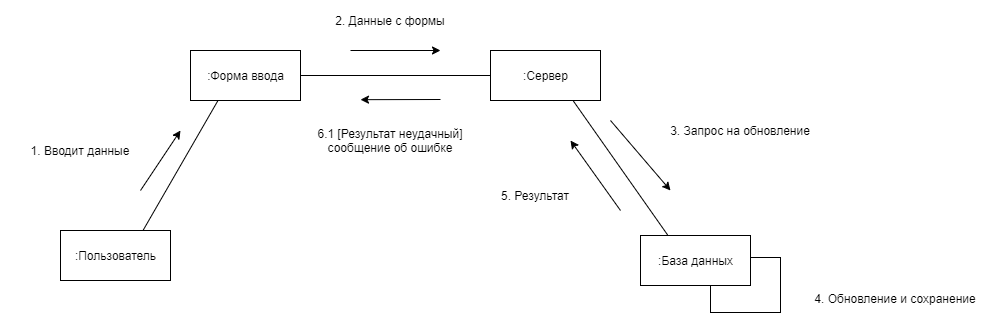 2. Данные с формы
:Форма ввода
:Сервер
6.1 [Результат неудачный]
сообщение об ошибке
3. Запрос на обновление
1. Вводит данные
5. Результат
:Пользователь
:База данных
4. Обновление и сохранение